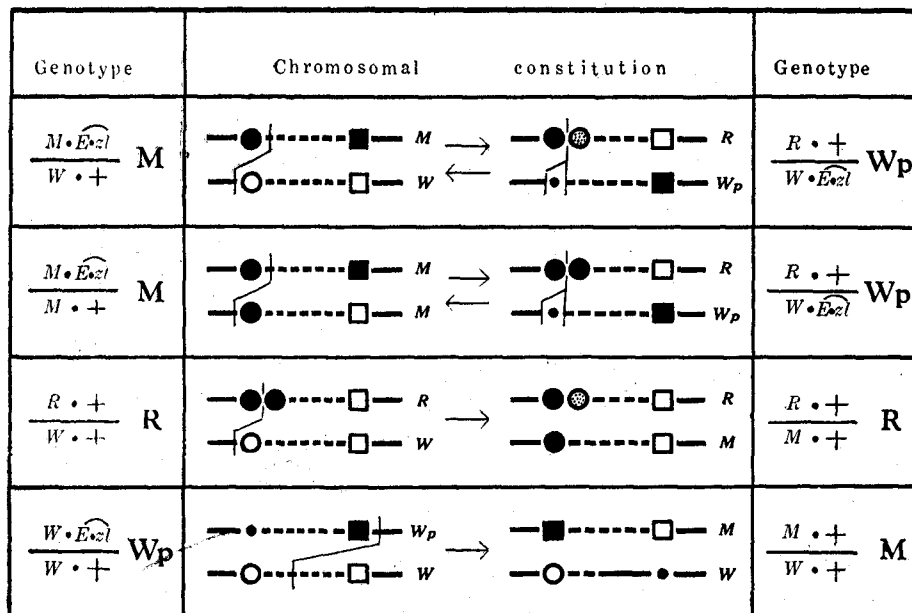 Genotype Chromosomal constitution Genotype
M • E•zl M M R R • + Wp
W • + W Wp W • E•zl
M • E•zl M M R R • + Wp
M • + M Wp W • E•zl
R • + R R R R • + R
W • + W M M • +
W • E•zl Wp Wp M M • + M
W • + W W W • +